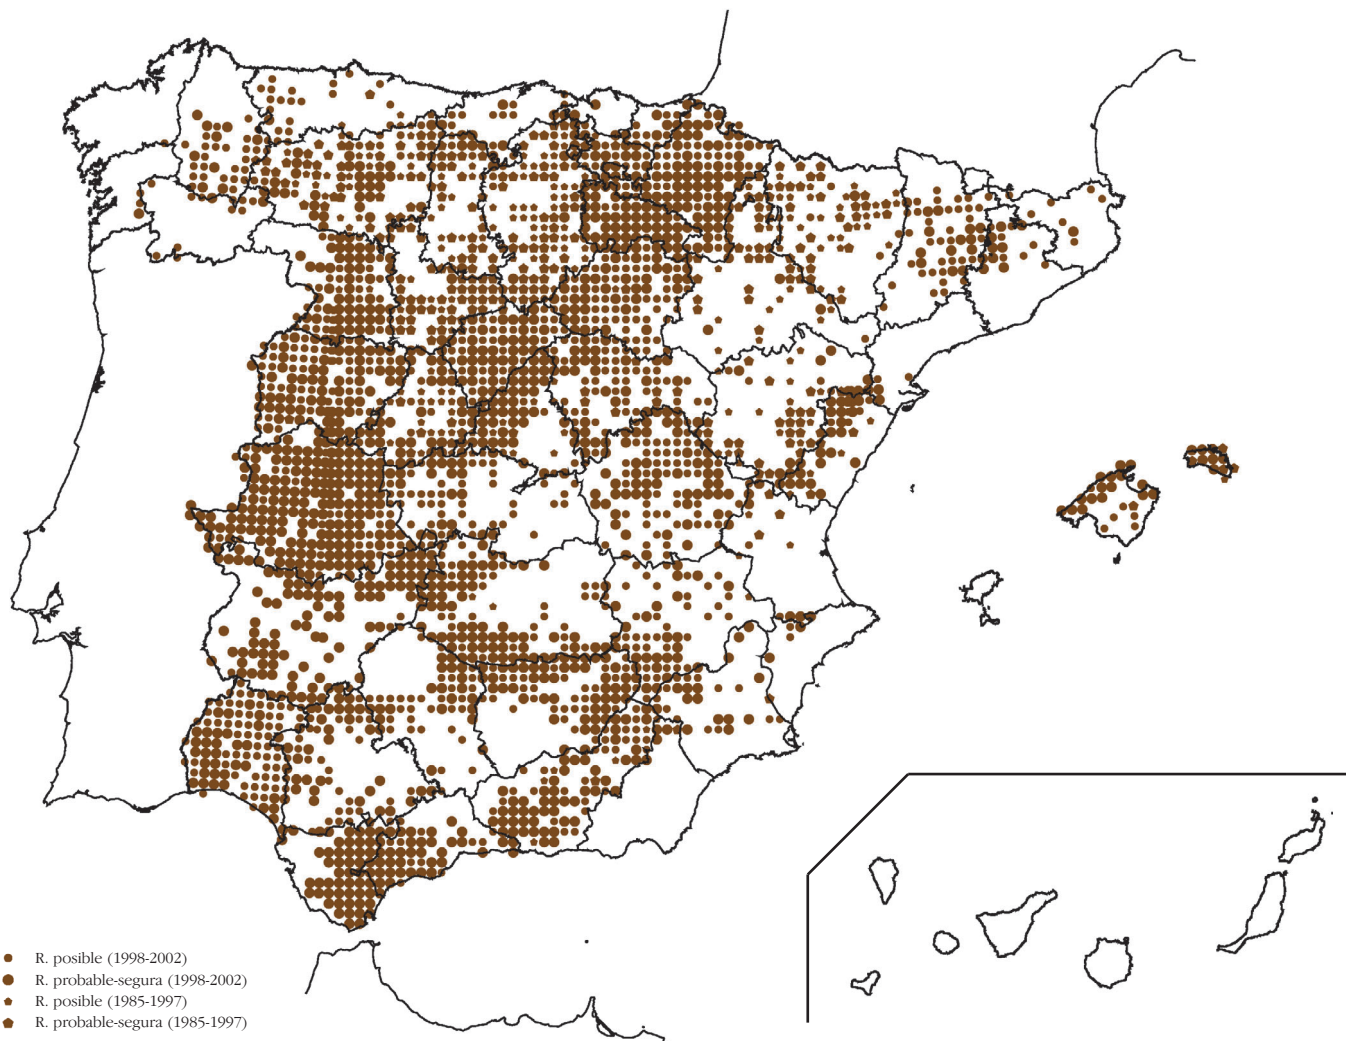 R. posible (1998-2002)
R. probable-segura (1998-2002)
R. posible (1985-1997)
R. probable-segura (1985-1997)